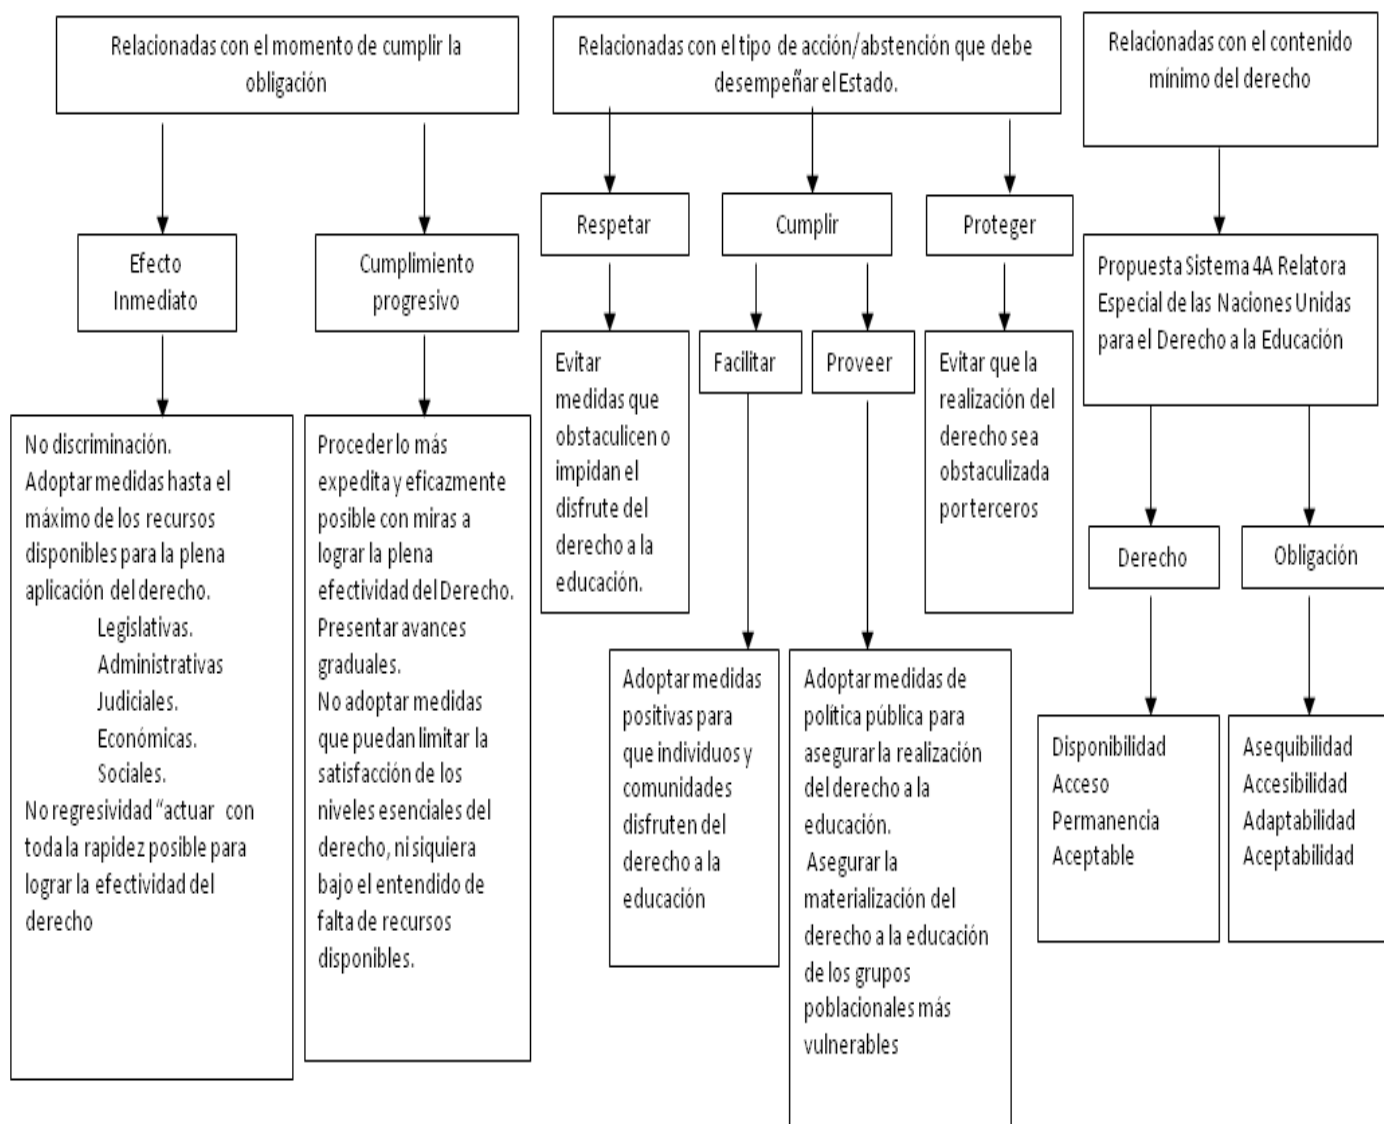 Relacionadas con el momento de cumplir la
obligación
Relacionadas con el tipo de acción/abstención que debe
desempeñar el Estado.
Relacionadas con el contenido
mínimo del derecho
Efecto
Inmediato
Cumplimiento
progresivo
Respetar
Cumplir
Proteger
Facilitar
Proveer
Propuesta Sistema 4A Relatora
Especial de las Naciones Unidas
para el Derecho a la Educación
No discriminación.
Adoptar medidas hasta el
máximo de los recursos
disponibles para la plena
aplicación del derecho.
Legislativas.
Administrativas
Judiciales.
Económicas.
Sociales.
No regresividad “actuar con
toda la rapidez posible para
lograr la efectividad del
derecho
Proceder lo más
expedita y eficazmente
posible con miras a
lograr la plena
efectividad del Derecho.
Presentar avances
graduales.
No adoptar medidas
que puedan limitar la
satisfacción de los
niveles esenciales del
derecho, ni siquiera
bajo el entendido de
falta de recursos
disponibles.
Evitar
medidas que
obstaculicen o
impidan el
disfrute del
derecho a la
educación.
Adoptar medidas
positivas para
que individuos y
comunidades
disfruten del
derecho a la
educación
Adoptar medidas de
política pública para
asegurar la realización
del derecho a la
educación.
Asegurar la
materialización del
derecho a la educación
de los grupos
poblacionales más
vulnerables
Evitar que la
realización del
derecho sea
obstaculizada
por terceros
Derecho
Obligación
Disponibilidad
Acceso
Permanencia
Aceptable
Asequibilidad
Accesibilidad
Adaptabilidad
Aceptabilidad